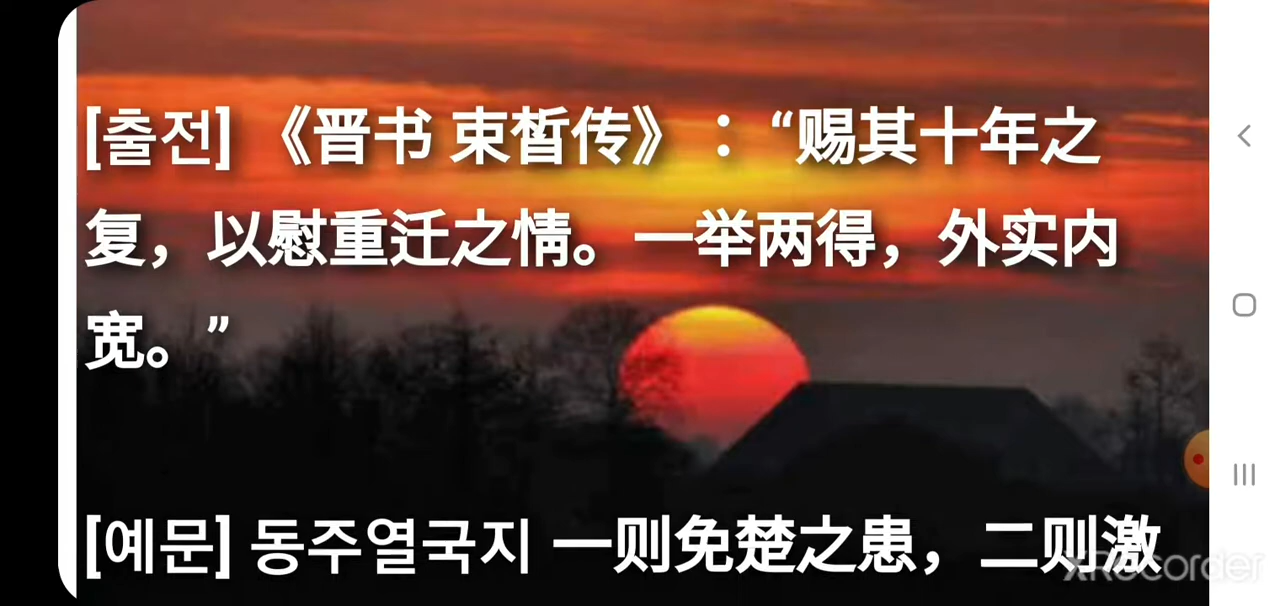 [출전] 《晋书 束皙传》 ：“赐其十年之
复，以慰重迁之情。一举两得，外实内
宽。”
[예문] 동주열국지 一则免楚之患，二则激
XRecorder